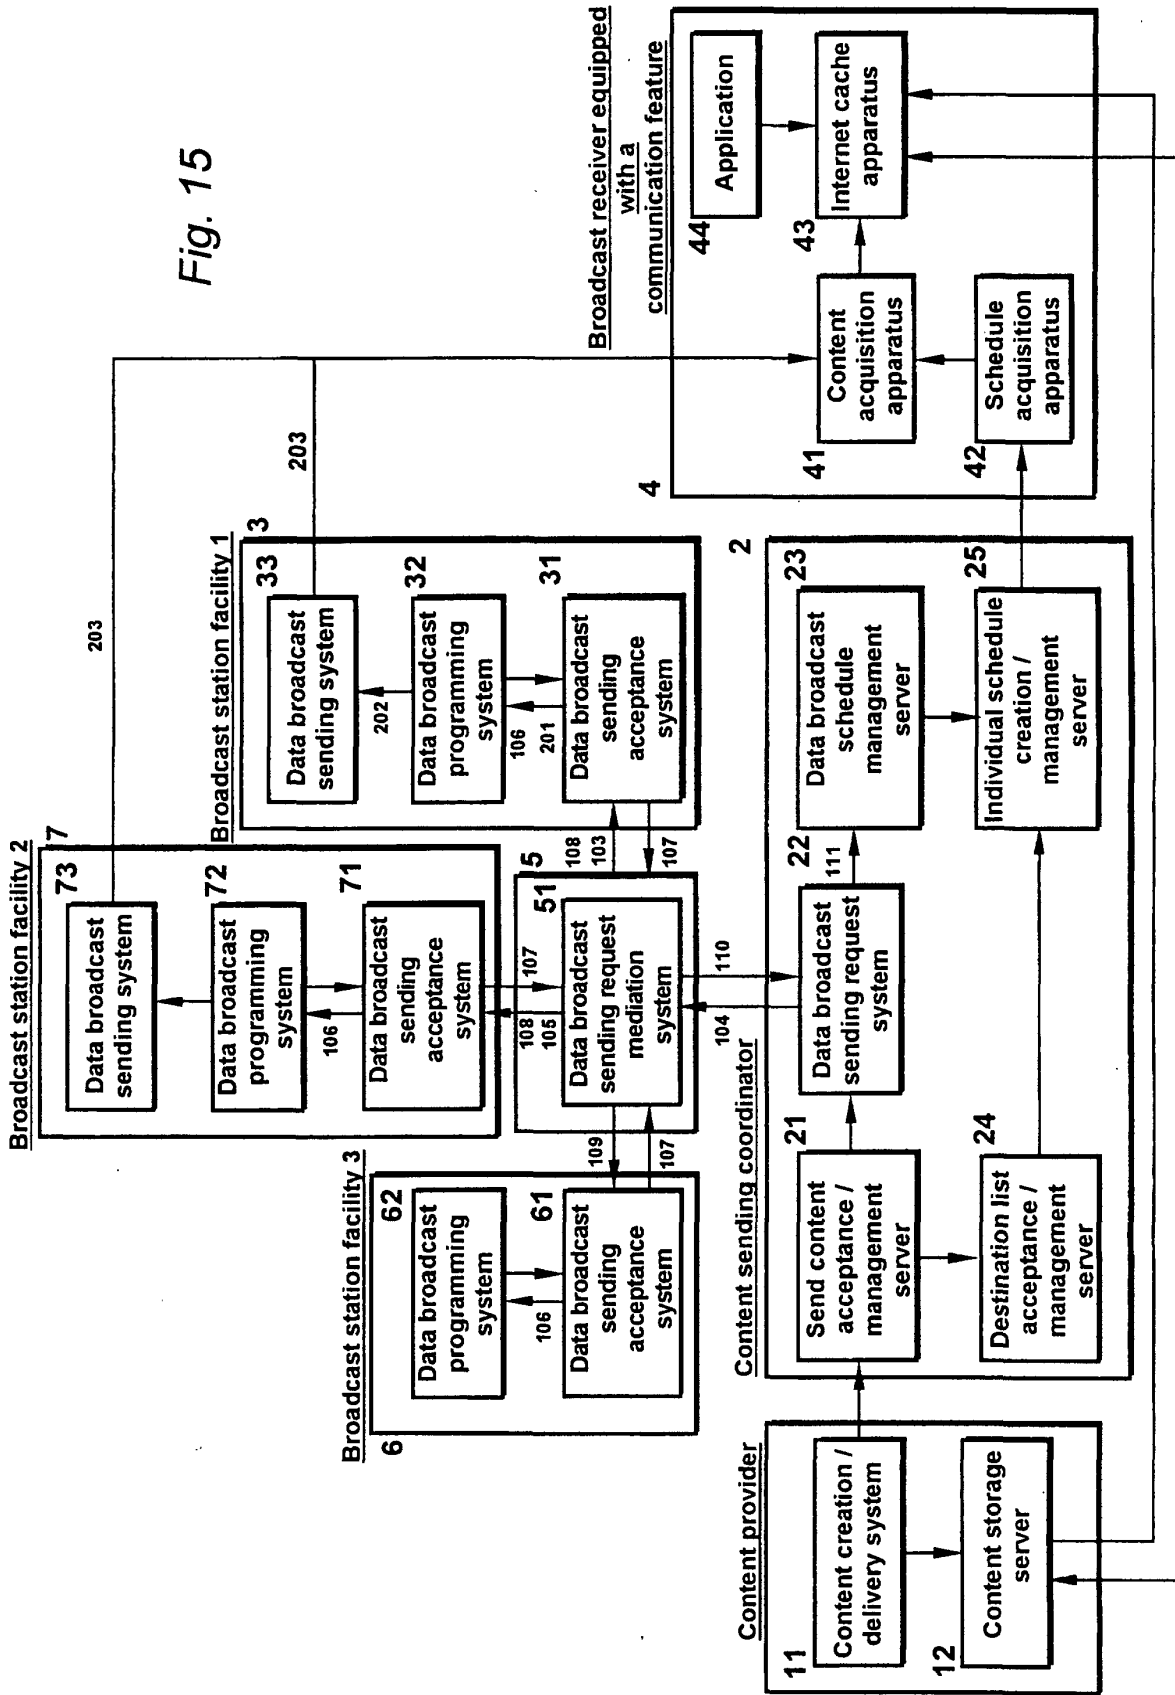 Fig. 15
Broadcast station facility 2
7
73
Data broadcast
sending system
72
Data broadcast
programming
system
71
Data broadcast
sending
acceptance
system
203
106
107
108
105
Broadcast station facility 1
3
33
Data broadcast
sending system
32
Data broadcast
programming
system
31
Data broadcast
sending
acceptance
system
203
202
106
201
108
103
107
Broadcast station facility 3
6
62
Data broadcast
programming
system
61
Data broadcast
sending
acceptance
system
106
109
107
5
51
Data broadcast
sending request
mediation
system
110
104
Broadcast receiver equipped
with a
communication feature
4
44
Application
43
Internet cache
apparatus
41
Content
acquisition
apparatus
42
Schedule
acquisition
apparatus
Content sending coordinator
2
21
Send content
acceptance /
management
server
22
Data broadcast
sending request
system
111
23
Data broadcast
schedule
management
server
24
Destination list
acceptance /
management
server
25
Individual schedule
creation /
management
server
Content provider
11
Content creation /
delivery system
12
Content storage
server